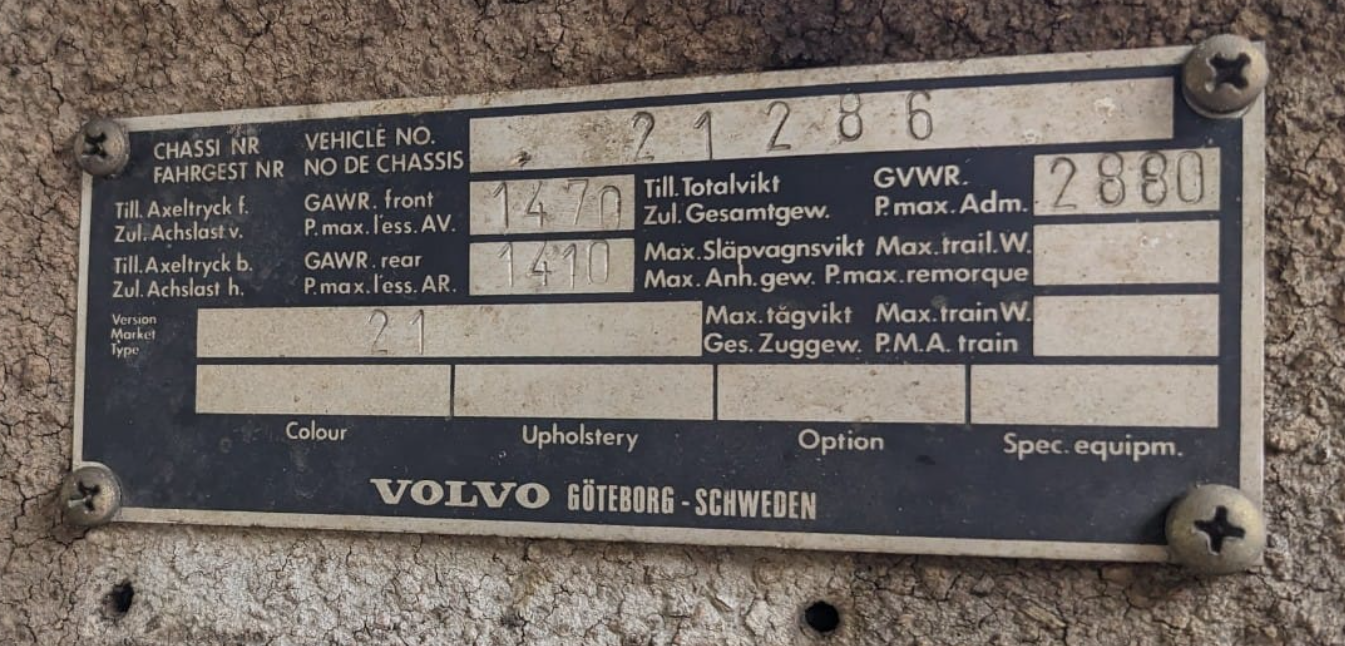 CHASSI NR VEHICLE NO. 21286
FAHRGEST NR NO DE CHASSIS
Till. Axeltryck f. GAWR. front 1470 Till. Totalvikt GVWR. 2880
Zul. Achslast v. P. max. l'ess. AV. Zul. Gesamtgew. P. max. Adm.
Till. Axeltryck b. GAWR. rear 1410 Max. Släpvagnsvikt Max. trail. W.
Zul. Achslast h. P. max. l'ess. AR. Max. Anh. gew. P. max. remorque
Version 21 Max. tågvikt Max. train W.
Market Ges. Zuggew. P.M.A. train
Type
Colour Upholstery Option Spec. equipm.
VOLVO GÖTEBORG - SCHWEDEN